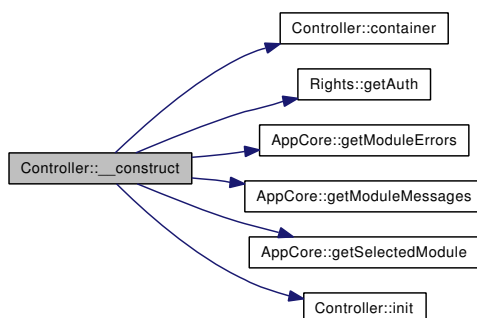 Controller::container
Rights::getAuth
AppCore::getModuleErrors
Controller::__construct
AppCore::getModuleMessages
AppCore::getSelectedModule
Controller::init